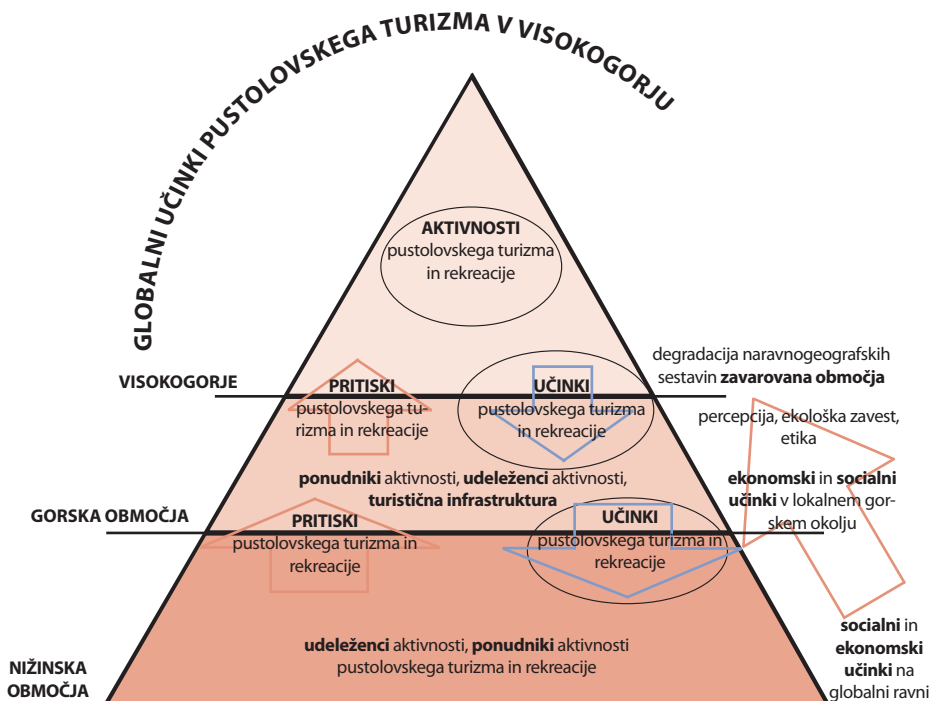 GLOBALNI UČINKI PUSTOLOVSKEGA TURIZMA V VISOKOGORJU
AKTIVNOSTI
pustolovskega turizma
in rekreacije
VISOKOGORJE
PRITISKI
pustolovskega tu-
rizma in rekreacije
UČINKI
pustolovskega turizma
in rekreacije
degradacija naravnogeografskih
sestavin zavarovana območja
percepcija, ekološka zavest,
etika
ponudniki aktivnosti, udeleženci aktivnosti,
turistična infrastruktura
ekonomski in socialni
učinki v lokalnem gor-
skem okolju
GORSKA OBMOČJA
PRITISKI
pustolovskega turizma in
rekreacije
UČINKI
pustolovskega turizma in
rekreacije
udeleženci aktivnosti, ponudniki aktivnosti
pustolovskega turizma in rekreacije
socialni in
ekonomski
učinki na
globalni ravni
NIŽINSKA
OBMOČJA